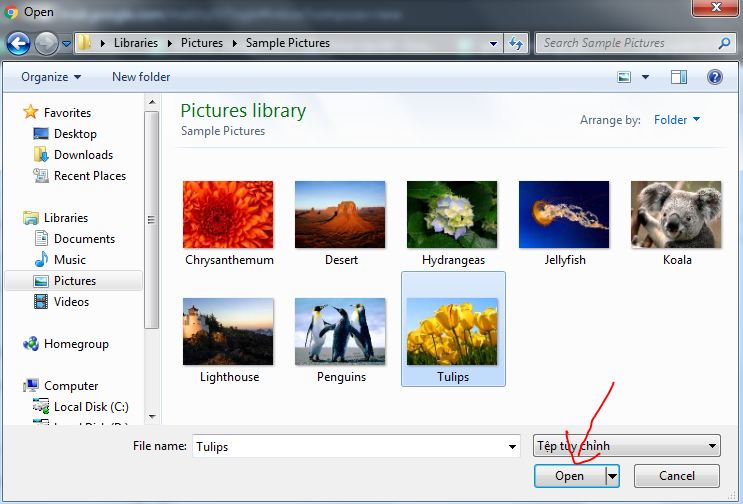 Open
Libraries Pictures Sample Pictures Search Sample Pictures
Organize New folder
Favorites
Desktop
Downloads
Recent Places
Libraries
Documents
Music
Pictures
Videos
Homegroup
Computer
Local Disk (C:)
Pictures library
Sample Pictures
Arrange by: Folder
Chrysanthemum Desert Hydrangeas Jellyfish Koala
Lighthouse Penguins Tulips
File name: Tulips Tệp tùy chỉnh
Open Cancel